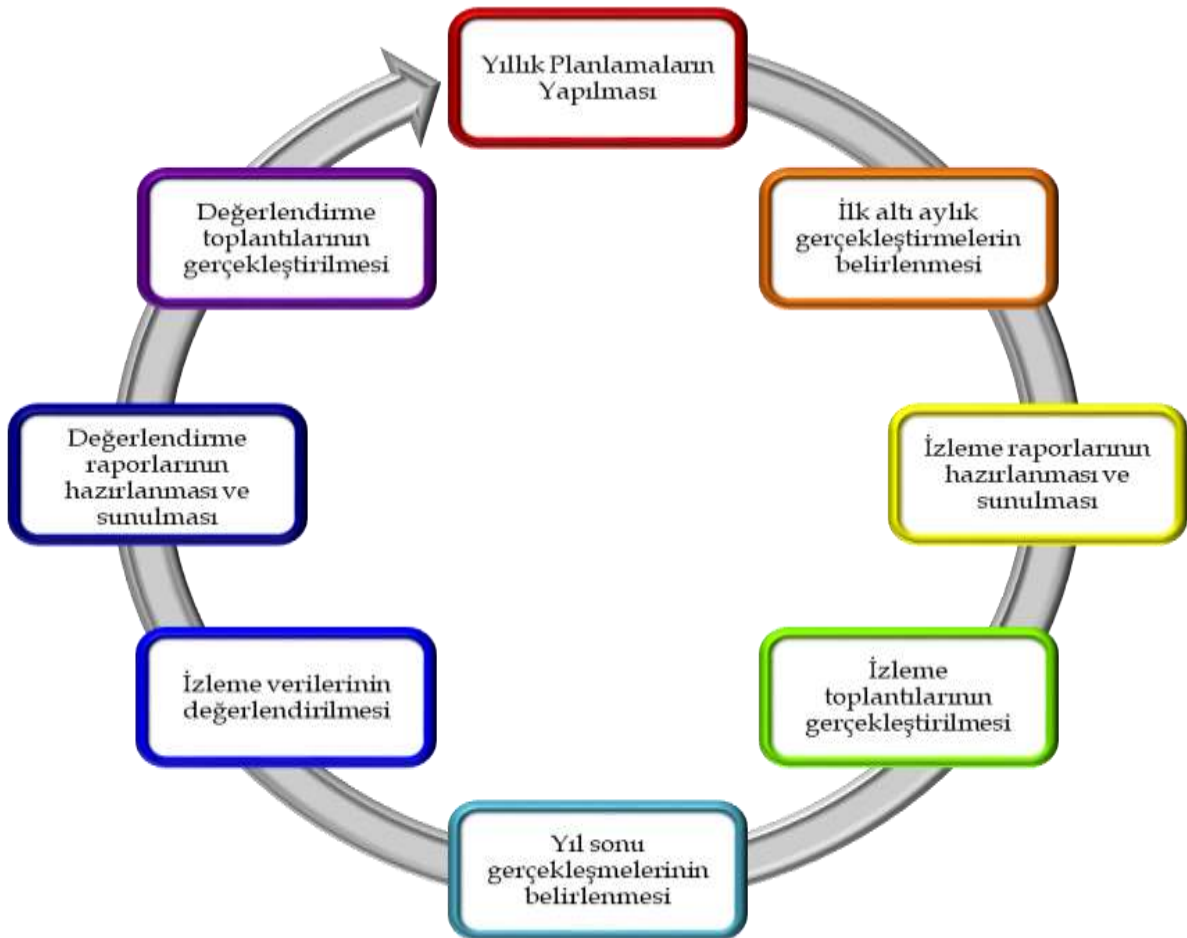 Yıllık Planlamaların
Yapılması
İlk altı aylık
gerçekleştirmelerin
belirlenmesi
İzleme raporlarının
hazırlanması ve
sunulması
İzleme
toplantılarının
gerçekleştirilmesi
Yıl sonu
gerçekleşmelerinin
belirlenmesi
İzleme verilerinin
değerlendirilmesi
Değerlendirme
raporlarının
hazırlanması ve
sunulması
Değerlendirme
toplantılarının
gerçekleştirilmesi